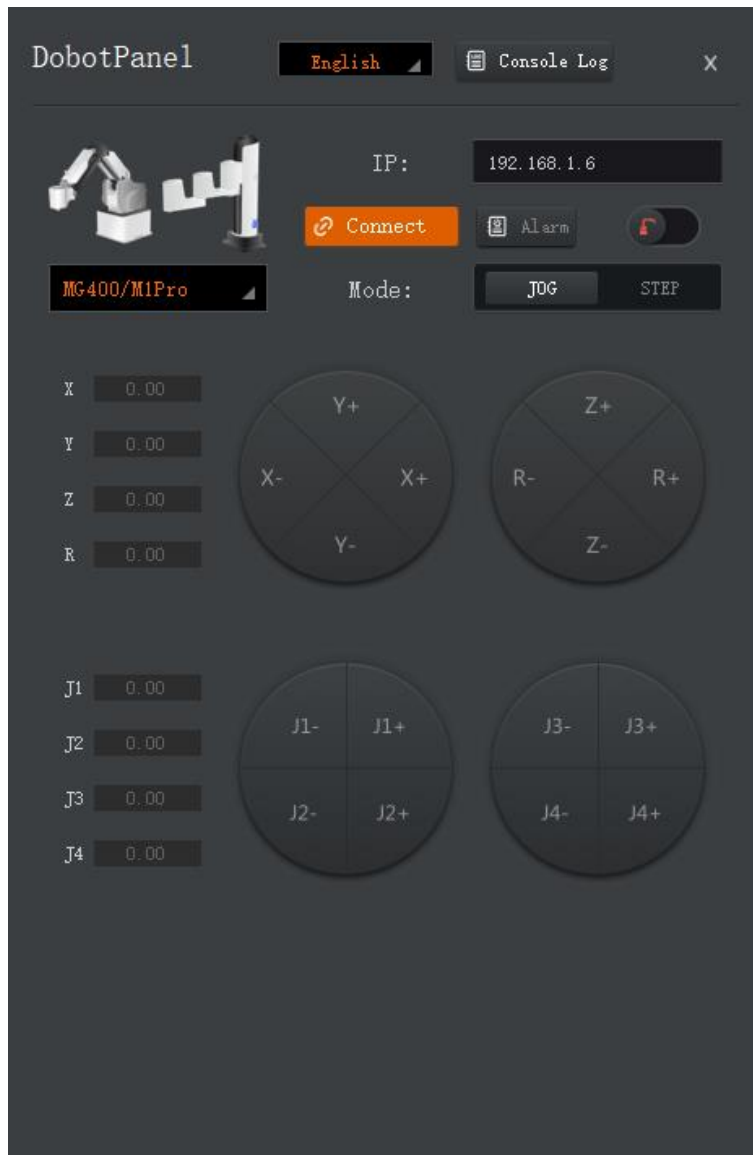 DobotPanel English Console Log X
IP: 192.168.1.6
Connect Alarm
MG400/M1Pro Mode: JOG STEP
X 0.00
Y 0.00
Z 0.00
R 0.00
Y+
X- X+
Y-
Z+
R- R+
Z-
J1 0.00
J2 0.00
J3 0.00
J4 0.00
J1- J1+
J2- J2+
J3- J3+
J4- J4+